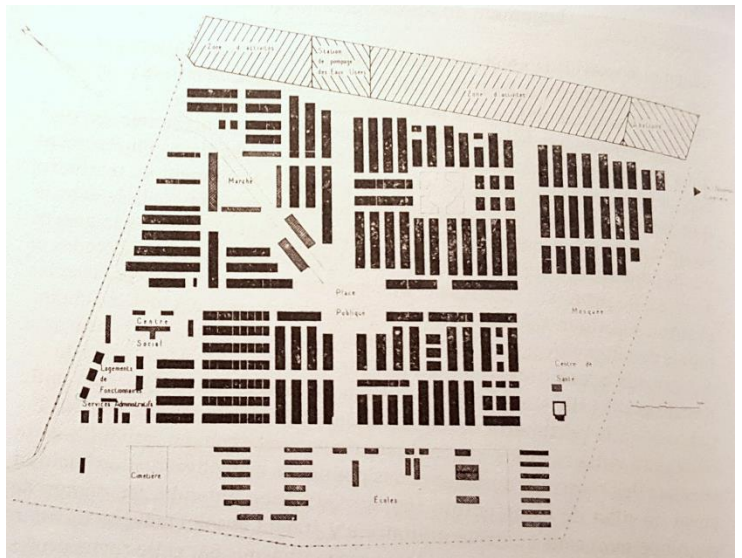 Zone d'activités
Station
de pompage
des Eaux Usées
Zone d'activités
Marché
Place
Publique
Mosquée
Centre
Social
Logements
de
Fonctionnaires
Services Administratifs
Centre de
Santé
Cimetière
Écoles